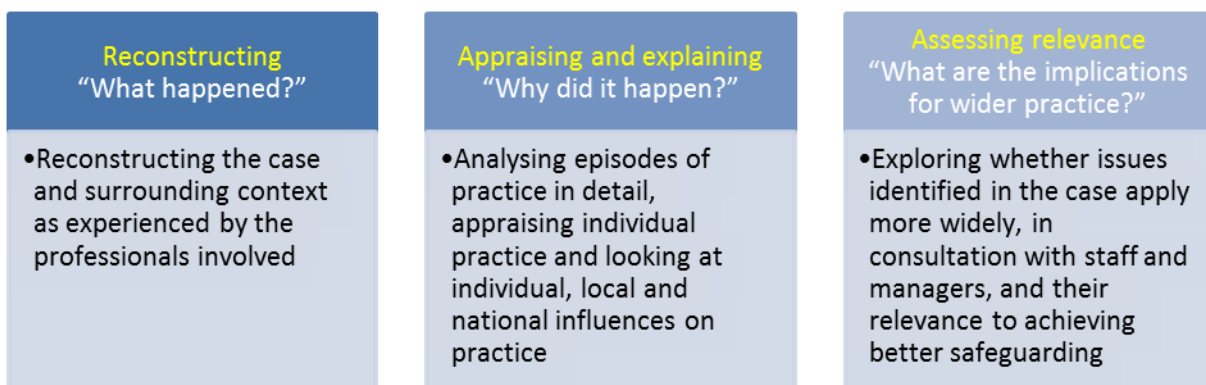 Reconstructing
“What happened?”
•Reconstructing the case
and surrounding context
as experienced by the
professionals involved
Appraising and explaining
“Why did it happen?”
•Analysing episodes of
practice in detail,
appraising individual
practice and looking at
individual, local and
national influences on
practice
Assessing relevance
“What are the implications
for wider practice?”
•Exploring whether issues
identified in the case apply
more widely, in
consultation with staff and
managers, and their
relevance to achieving
better safeguarding